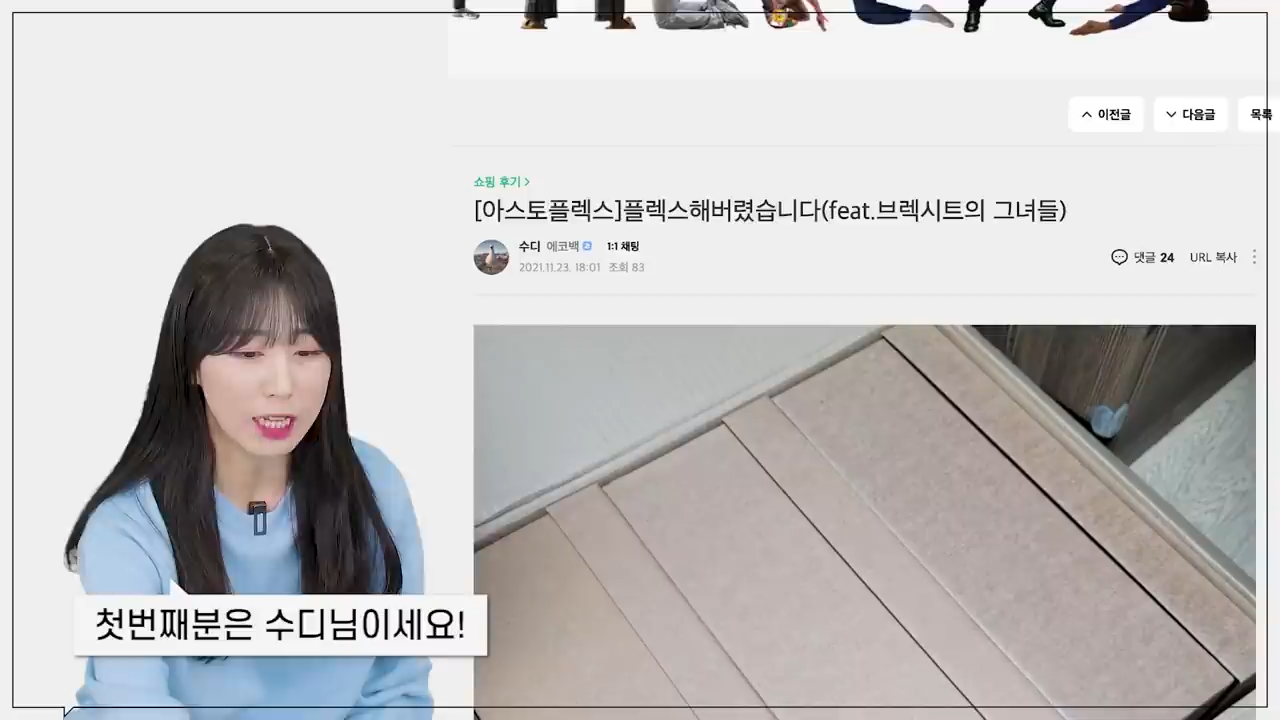 이전글
다음글
목록
쇼핑 후기 >
[아스토플렉스]플렉스해버렸습니다(feat.브렉시트의 그녀들)
수디 에코백 1:1 채팅
2021.11.23. 18:01 조회 83
댓글 24 URL 복사
첫번째분은 수디님이세요!